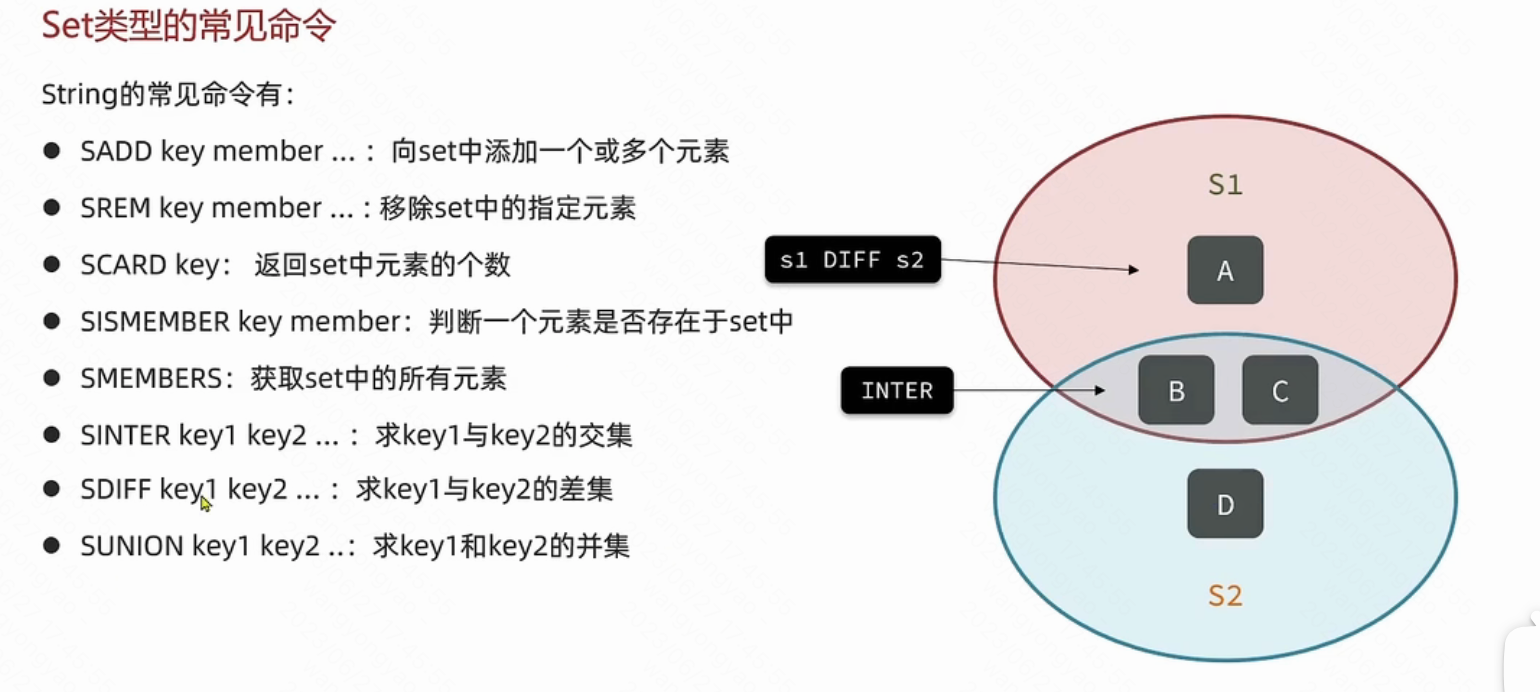 Set类型的常见命令
String的常见命令有：
● SADD key member ... ：向set中添加一个或多个元素
● SREM key member ... : 移除set中的指定元素
● SCARD key： 返回set中元素的个数
● SISMEMBER key member：判断一个元素是否存在于set中
● SMEMBERS：获取set中的所有元素
● SINTER key1 key2 ... ：求key1与key2的交集
● SDIFF key1 key2 ... ：求key1与key2的差集
● SUNION key1 key2 ..：求key1和key2的并集
S1
s1 DIFF s2
A
INTER
B C
D
S2